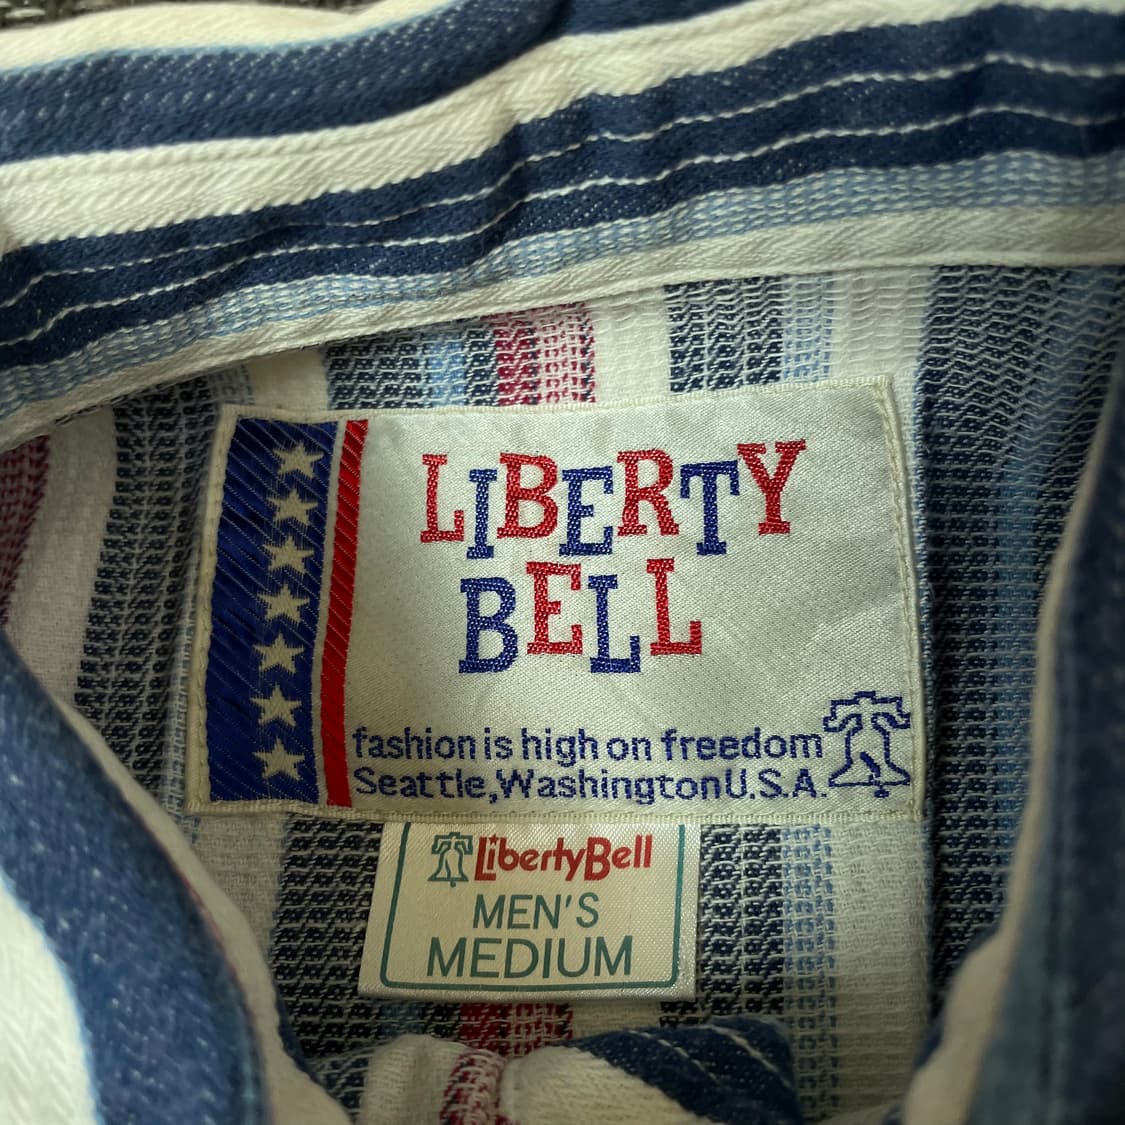 LIBERTY
BELL
fashion is high on freedom
Seattle, Washington U.S.A.
LibertyBell
MEN'S
MEDIUM